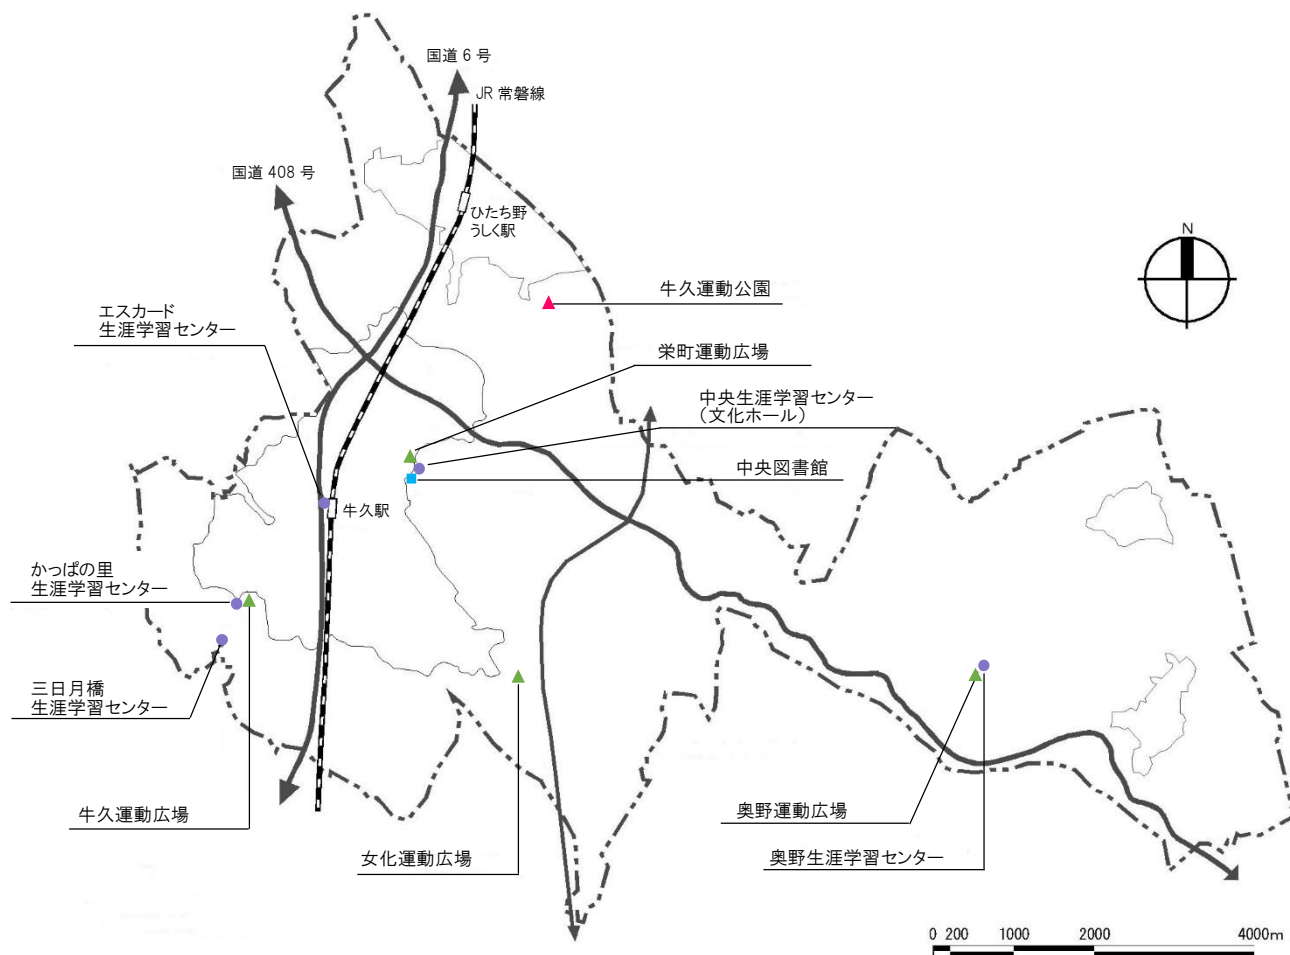 国道 6 号
JR 常磐線
国道 408 号
ひたち野
うしく駅
N
牛久運動公園
エスカード
生涯学習センター
栄町運動広場
中央生涯学習センター
（文化ホール）
中央図書館
牛久駅
かっぱの里
生涯学習センター
三日月橋
生涯学習センター
牛久運動広場
女化運動広場
奥野運動広場
奥野生涯学習センター
0 200 1000 2000 4000m